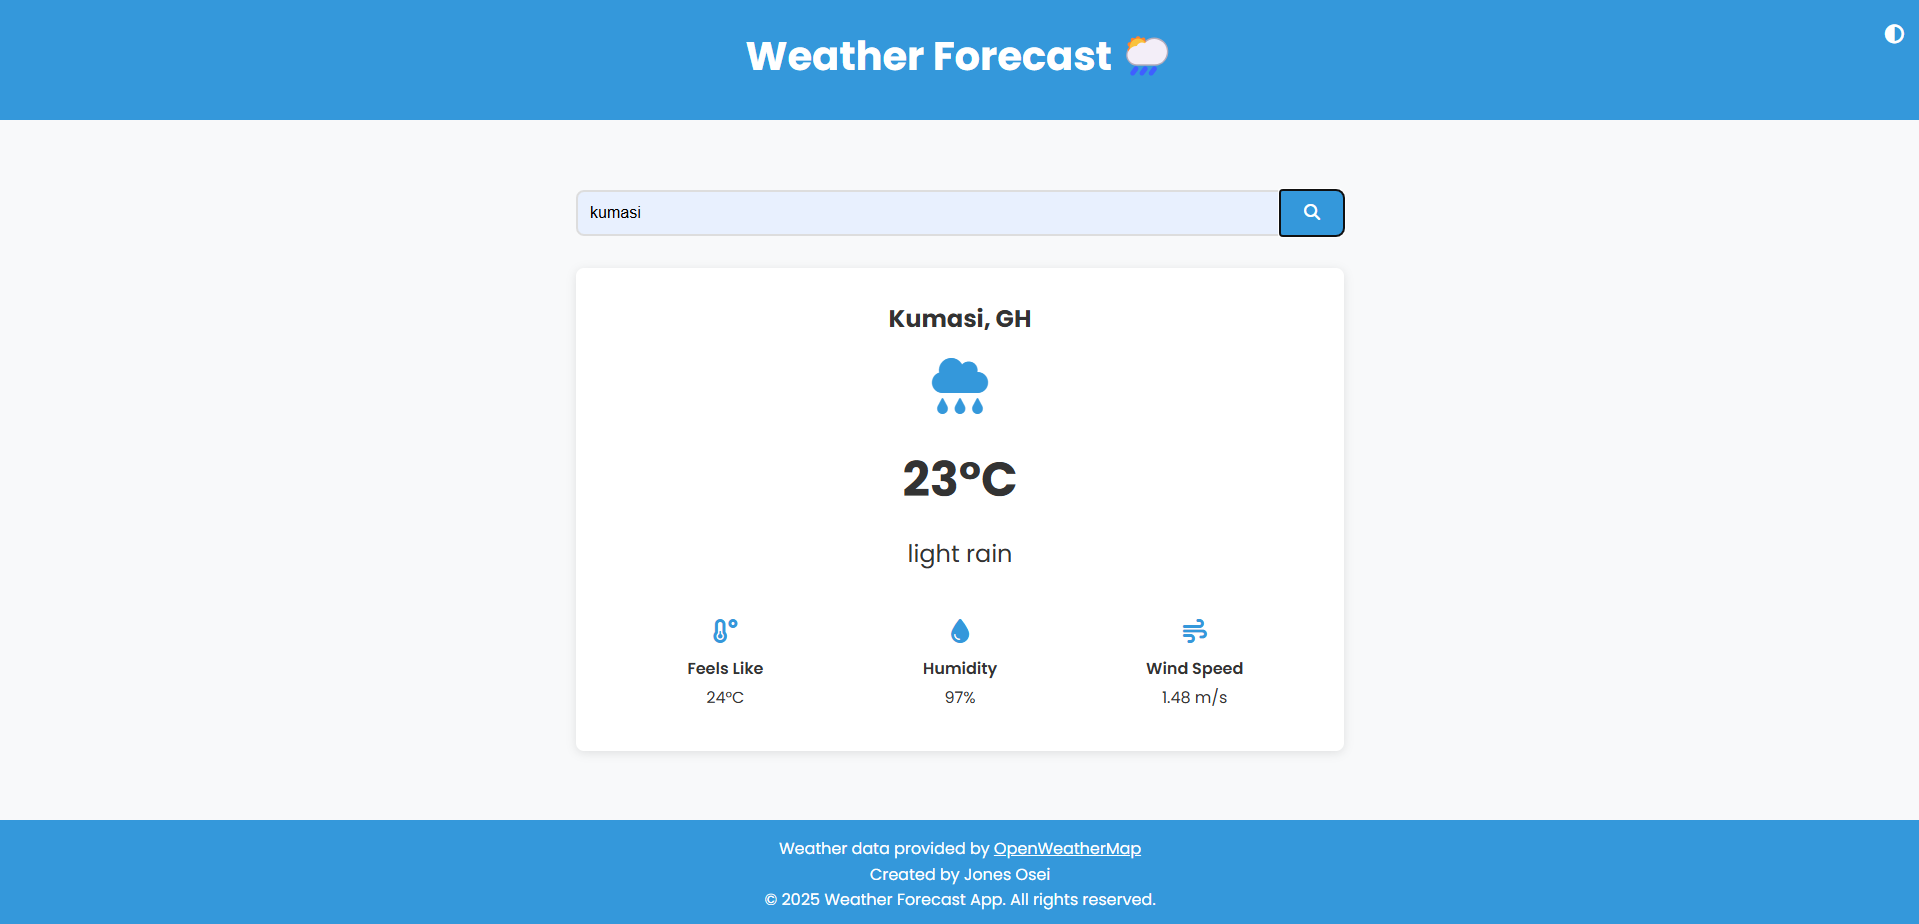 Weather Forecast
kumasi
Kumasi, GH
23°C
light rain
Feels Like
24°C
Humidity
97%
Wind Speed
1.48 m/s
Weather data provided by OpenWeatherMap
Created by Jones Osei
© 2025 Weather Forecast App. All rights reserved.